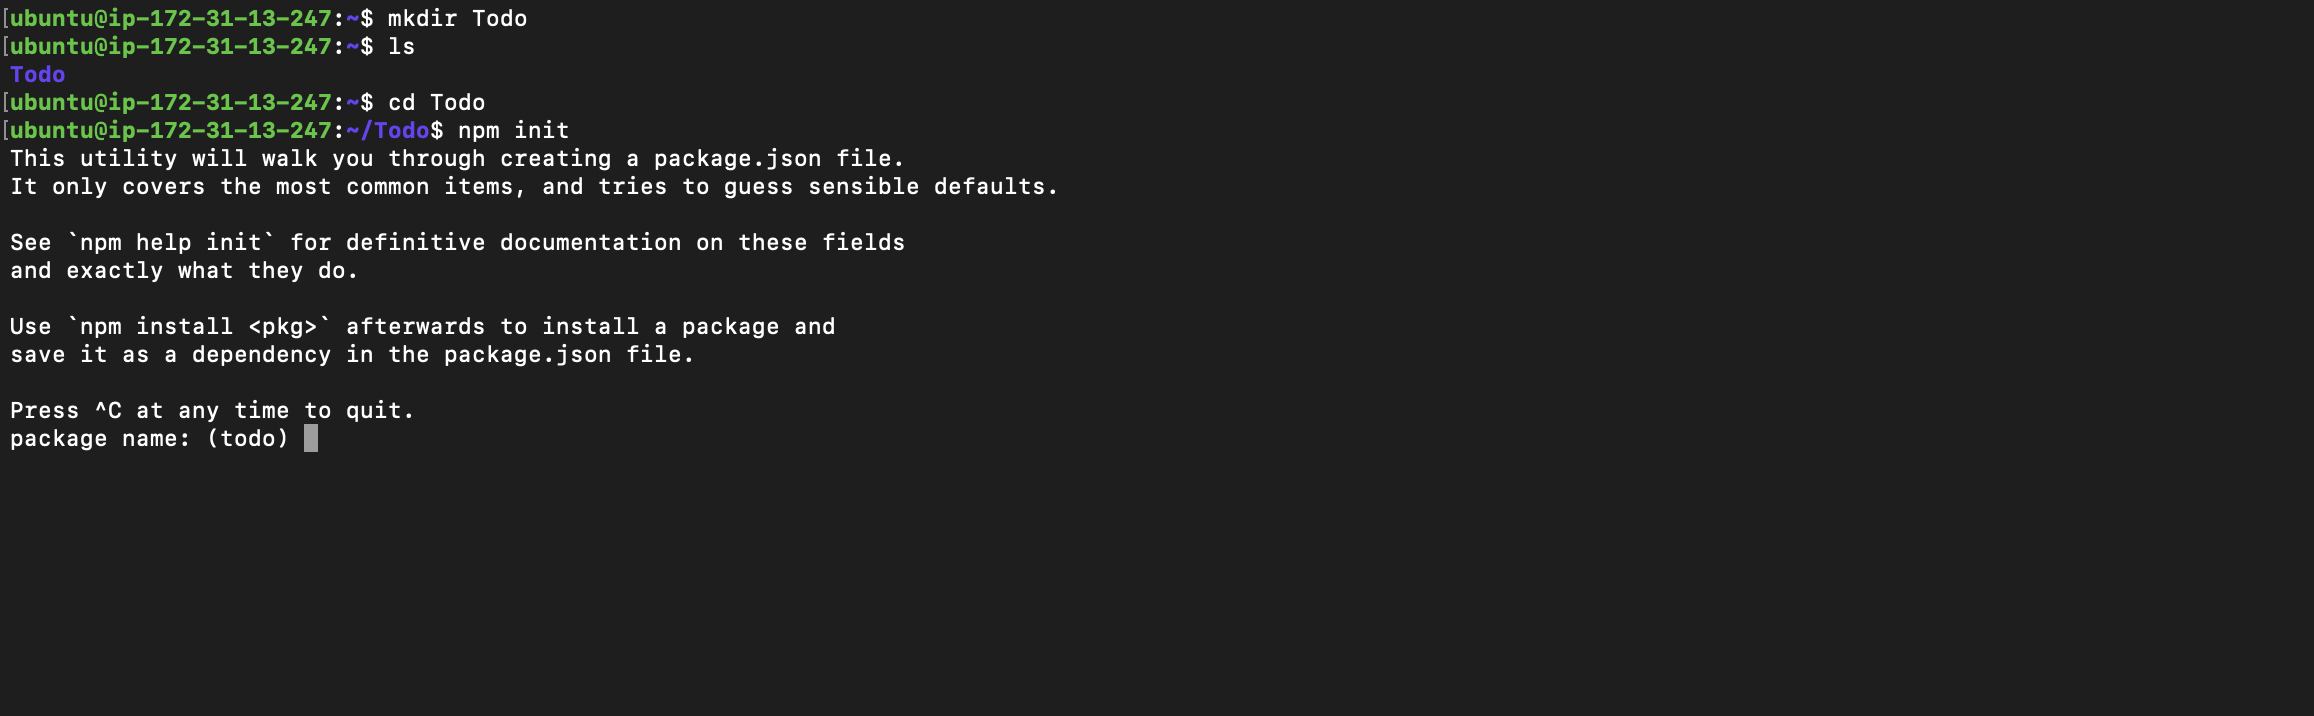 [ubuntu@ip-172-31-13-247:~$ mkdir Todo
[ubuntu@ip-172-31-13-247:~$ ls
Todo
[ubuntu@ip-172-31-13-247:~$ cd Todo
[ubuntu@ip-172-31-13-247:~/Todo$ npm init
This utility will walk you through creating a package.json file.
It only covers the most common items, and tries to guess sensible defaults.
See `npm help init` for definitive documentation on these fields
and exactly what they do.
Use `npm install <pkg>` afterwards to install a package and
save it as a dependency in the package.json file.
Press ^C at any time to quit.
package name: (todo)